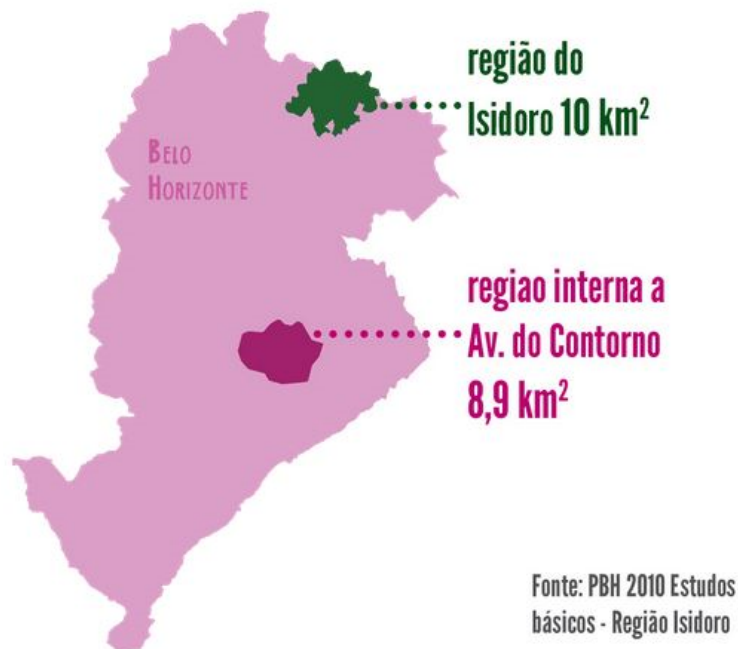 região do
Isidoro 10 km²
BELO
HORIZONTE
regiao interna a
Av. do Contorno
8,9 km²
Fonte: PBH 2010 Estudos
básicos - Região Isidoro